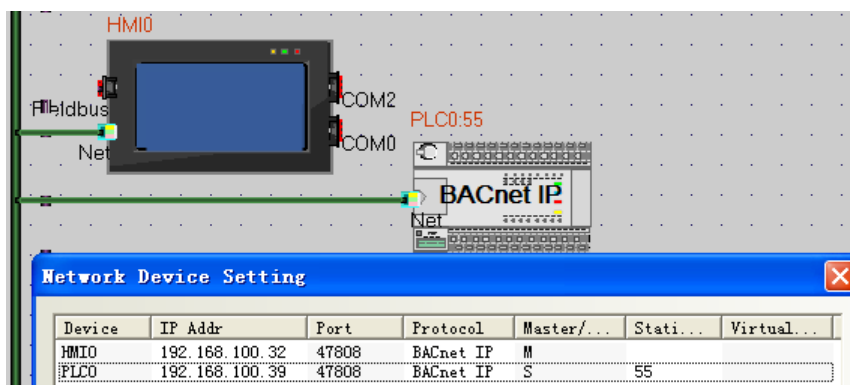 HMI0
Fieldbus
COM2
PLC0:55
Net
COM0
BACnet IP
Net
Network Device Setting
Device IP Addr Port Protocol Master/... Stati... Virtual...
HMI0 192.168.100.32 47808 BACnet IP M
PLC0 192.168.100.39 47808 BACnet IP S 55